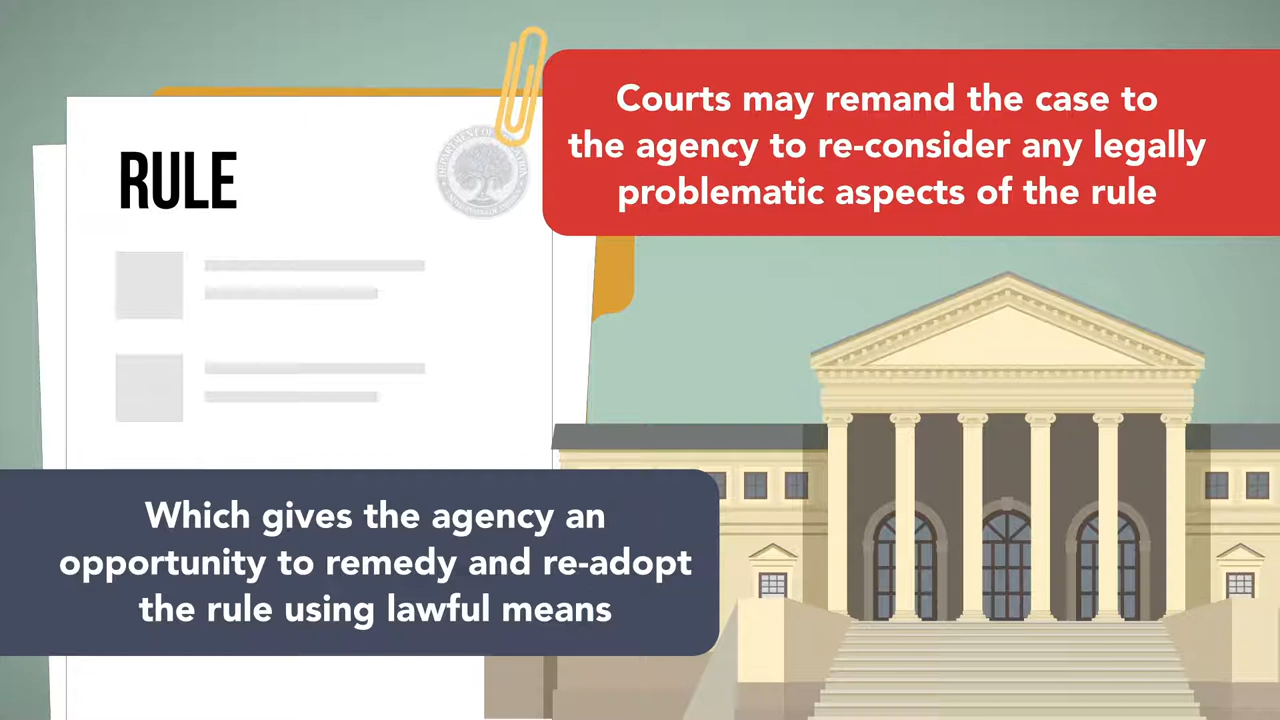 RULE
Courts may remand the case to
the agency to re-consider any legally
problematic aspects of the rule
Which gives the agency an
opportunity to remedy and re-adopt
the rule using lawful means